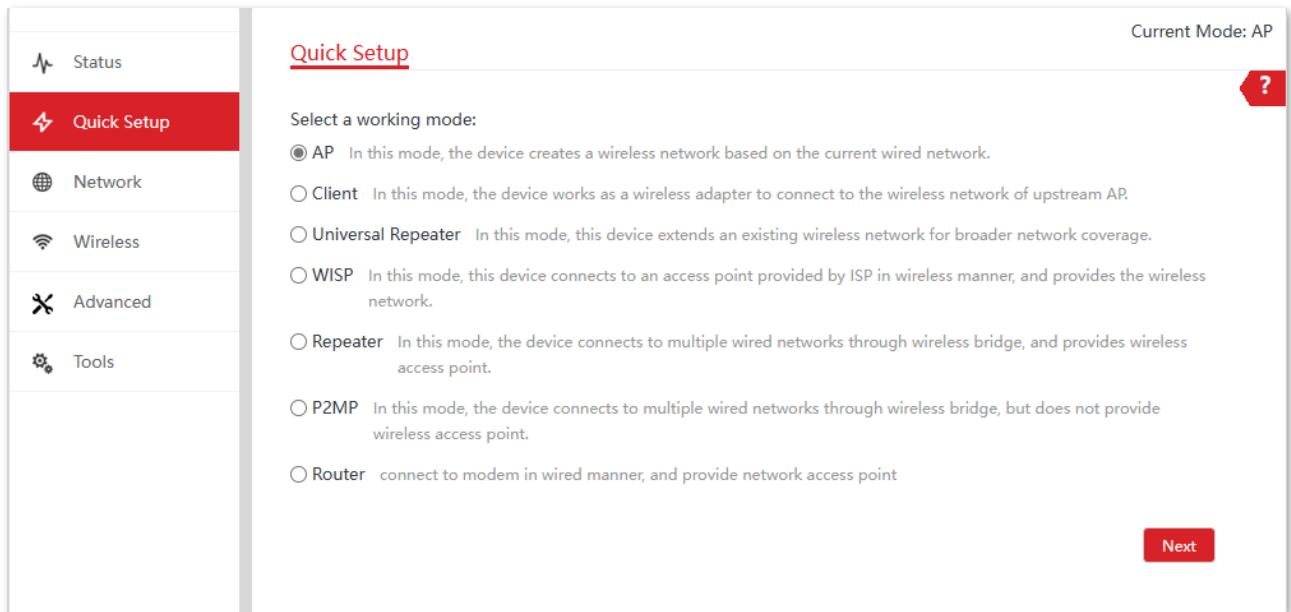 Current Mode: AP
Status
Quick Setup
Network
Wireless
Advanced
Tools
Quick Setup
?
Select a working mode:
AP In this mode, the device creates a wireless network based on the current wired network.
Client In this mode, the device works as a wireless adapter to connect to the wireless network of upstream AP.
Universal Repeater In this mode, this device extends an existing wireless network for broader network coverage.
WISP In this mode, this device connects to an access point provided by ISP in wireless manner, and provides the wireless
network.
Repeater In this mode, the device connects to multiple wired networks through wireless bridge, and provides wireless
access point.
P2MP In this mode, the device connects to multiple wired networks through wireless bridge, but does not provide
wireless access point.
Router connect to modem in wired manner, and provide network access point
Next